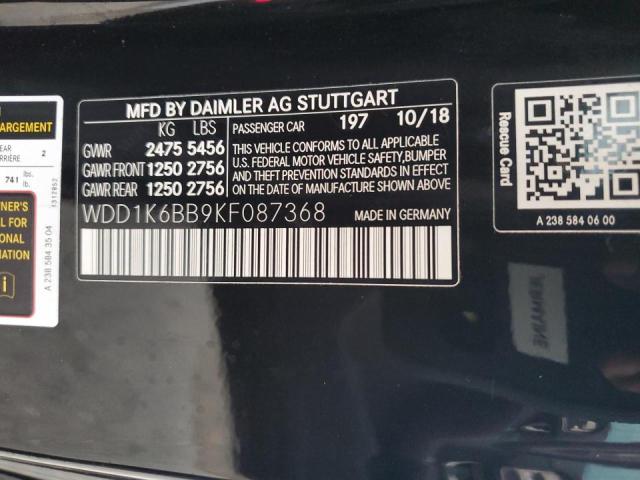 MFD BY DAIMLER AG STUTTGART
KG LBS
GVWR 2475 5456
GAWR FRONT 1250 2756
GAWR REAR 1250 2756
PASSENGER CAR 197 10/18
THIS VEHICLE CONFORMS TO ALL APPLICABLE
U.S. FEDERAL MOTOR VEHICLE SAFETY, BUMPER
AND THEFT PREVENTION STANDARDS IN EFFECT
ON THE DATE OF MANUFACTURE SHOWN ABOVE.
WDD1K6BB9KF087368
MADE IN GERMANY
ARGEMENT
2
741 lbs.
lb.
1317852
NER'S
FOR
ONAL
MATION
i
A 238 584 35 04
Rescue Card
A 238 584 06 00